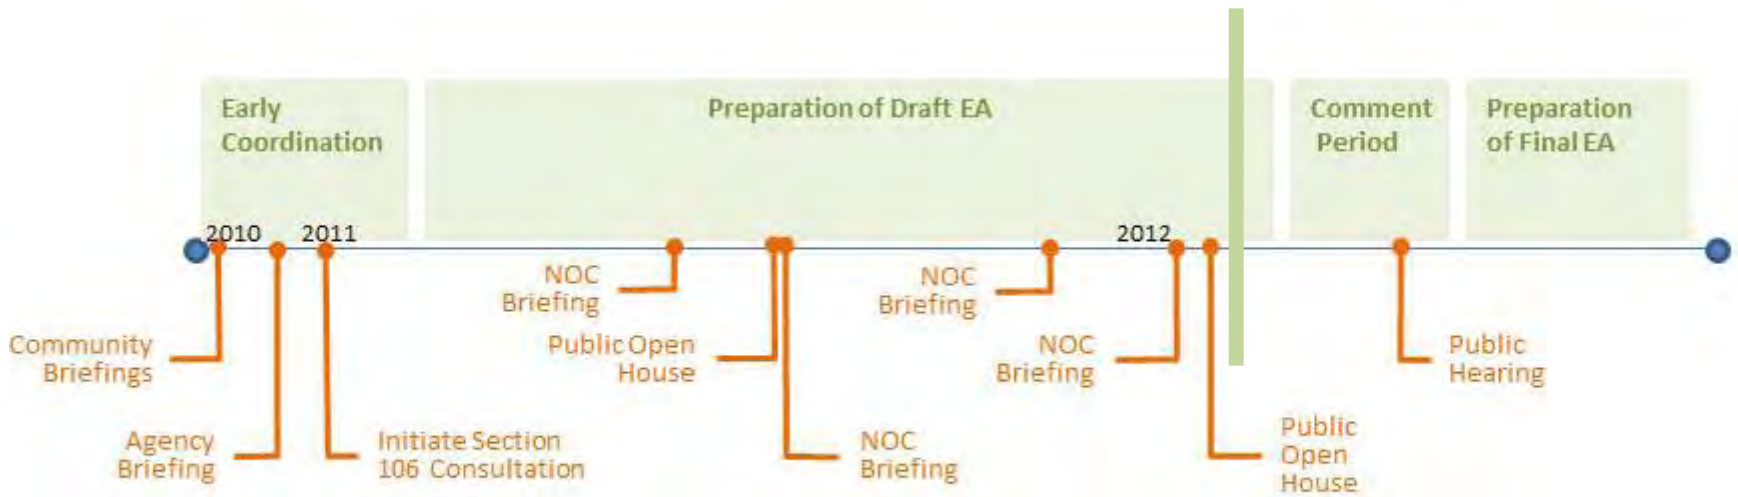 Early
Coordination
Preparation of Draft EA
Comment
Period
Preparation
of Final EA
2010
2011
2012
NOC
Briefing
NOC
Briefing
Community
Briefings
Public Open
House
NOC
Briefing
Public
Hearing
Agency
Briefing
Initiate Section
106 Consultation
NOC
Briefing
Public
Open
House